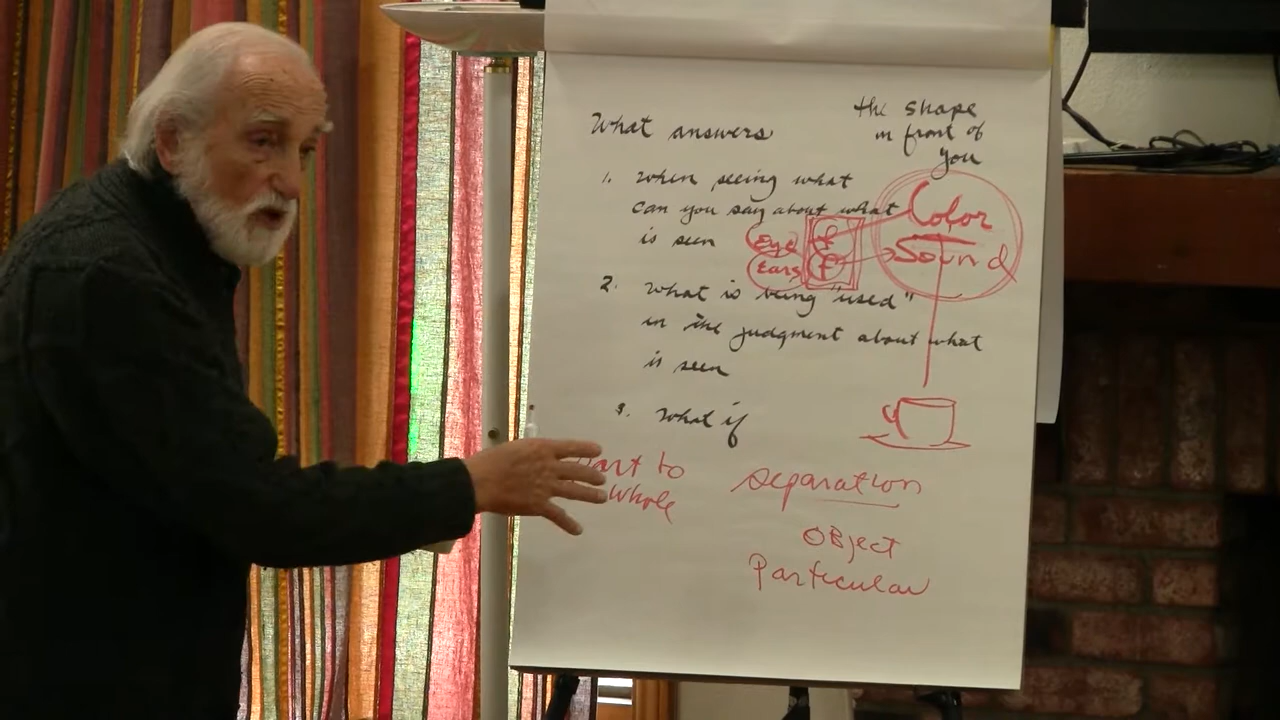 What answers
the shape
in front of
you
1. When seeing what
can you say about what
is seen
Eye
Ears
F
Color
Sound
2. What is being "used"
in the judgment about what
is seen
3. What if
Part to
Whole
Separation
Object
Particular